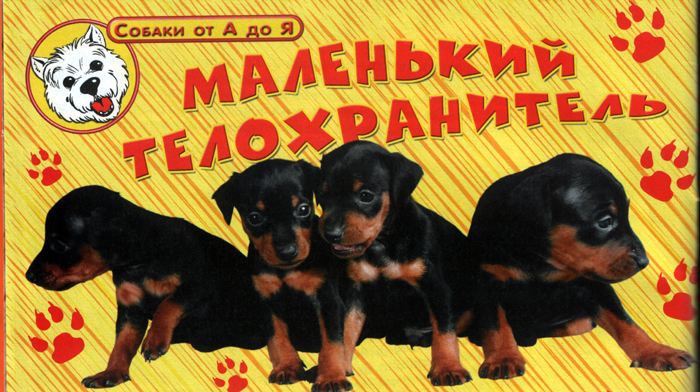 Собаки от А до Я
Маленький
телохранитель